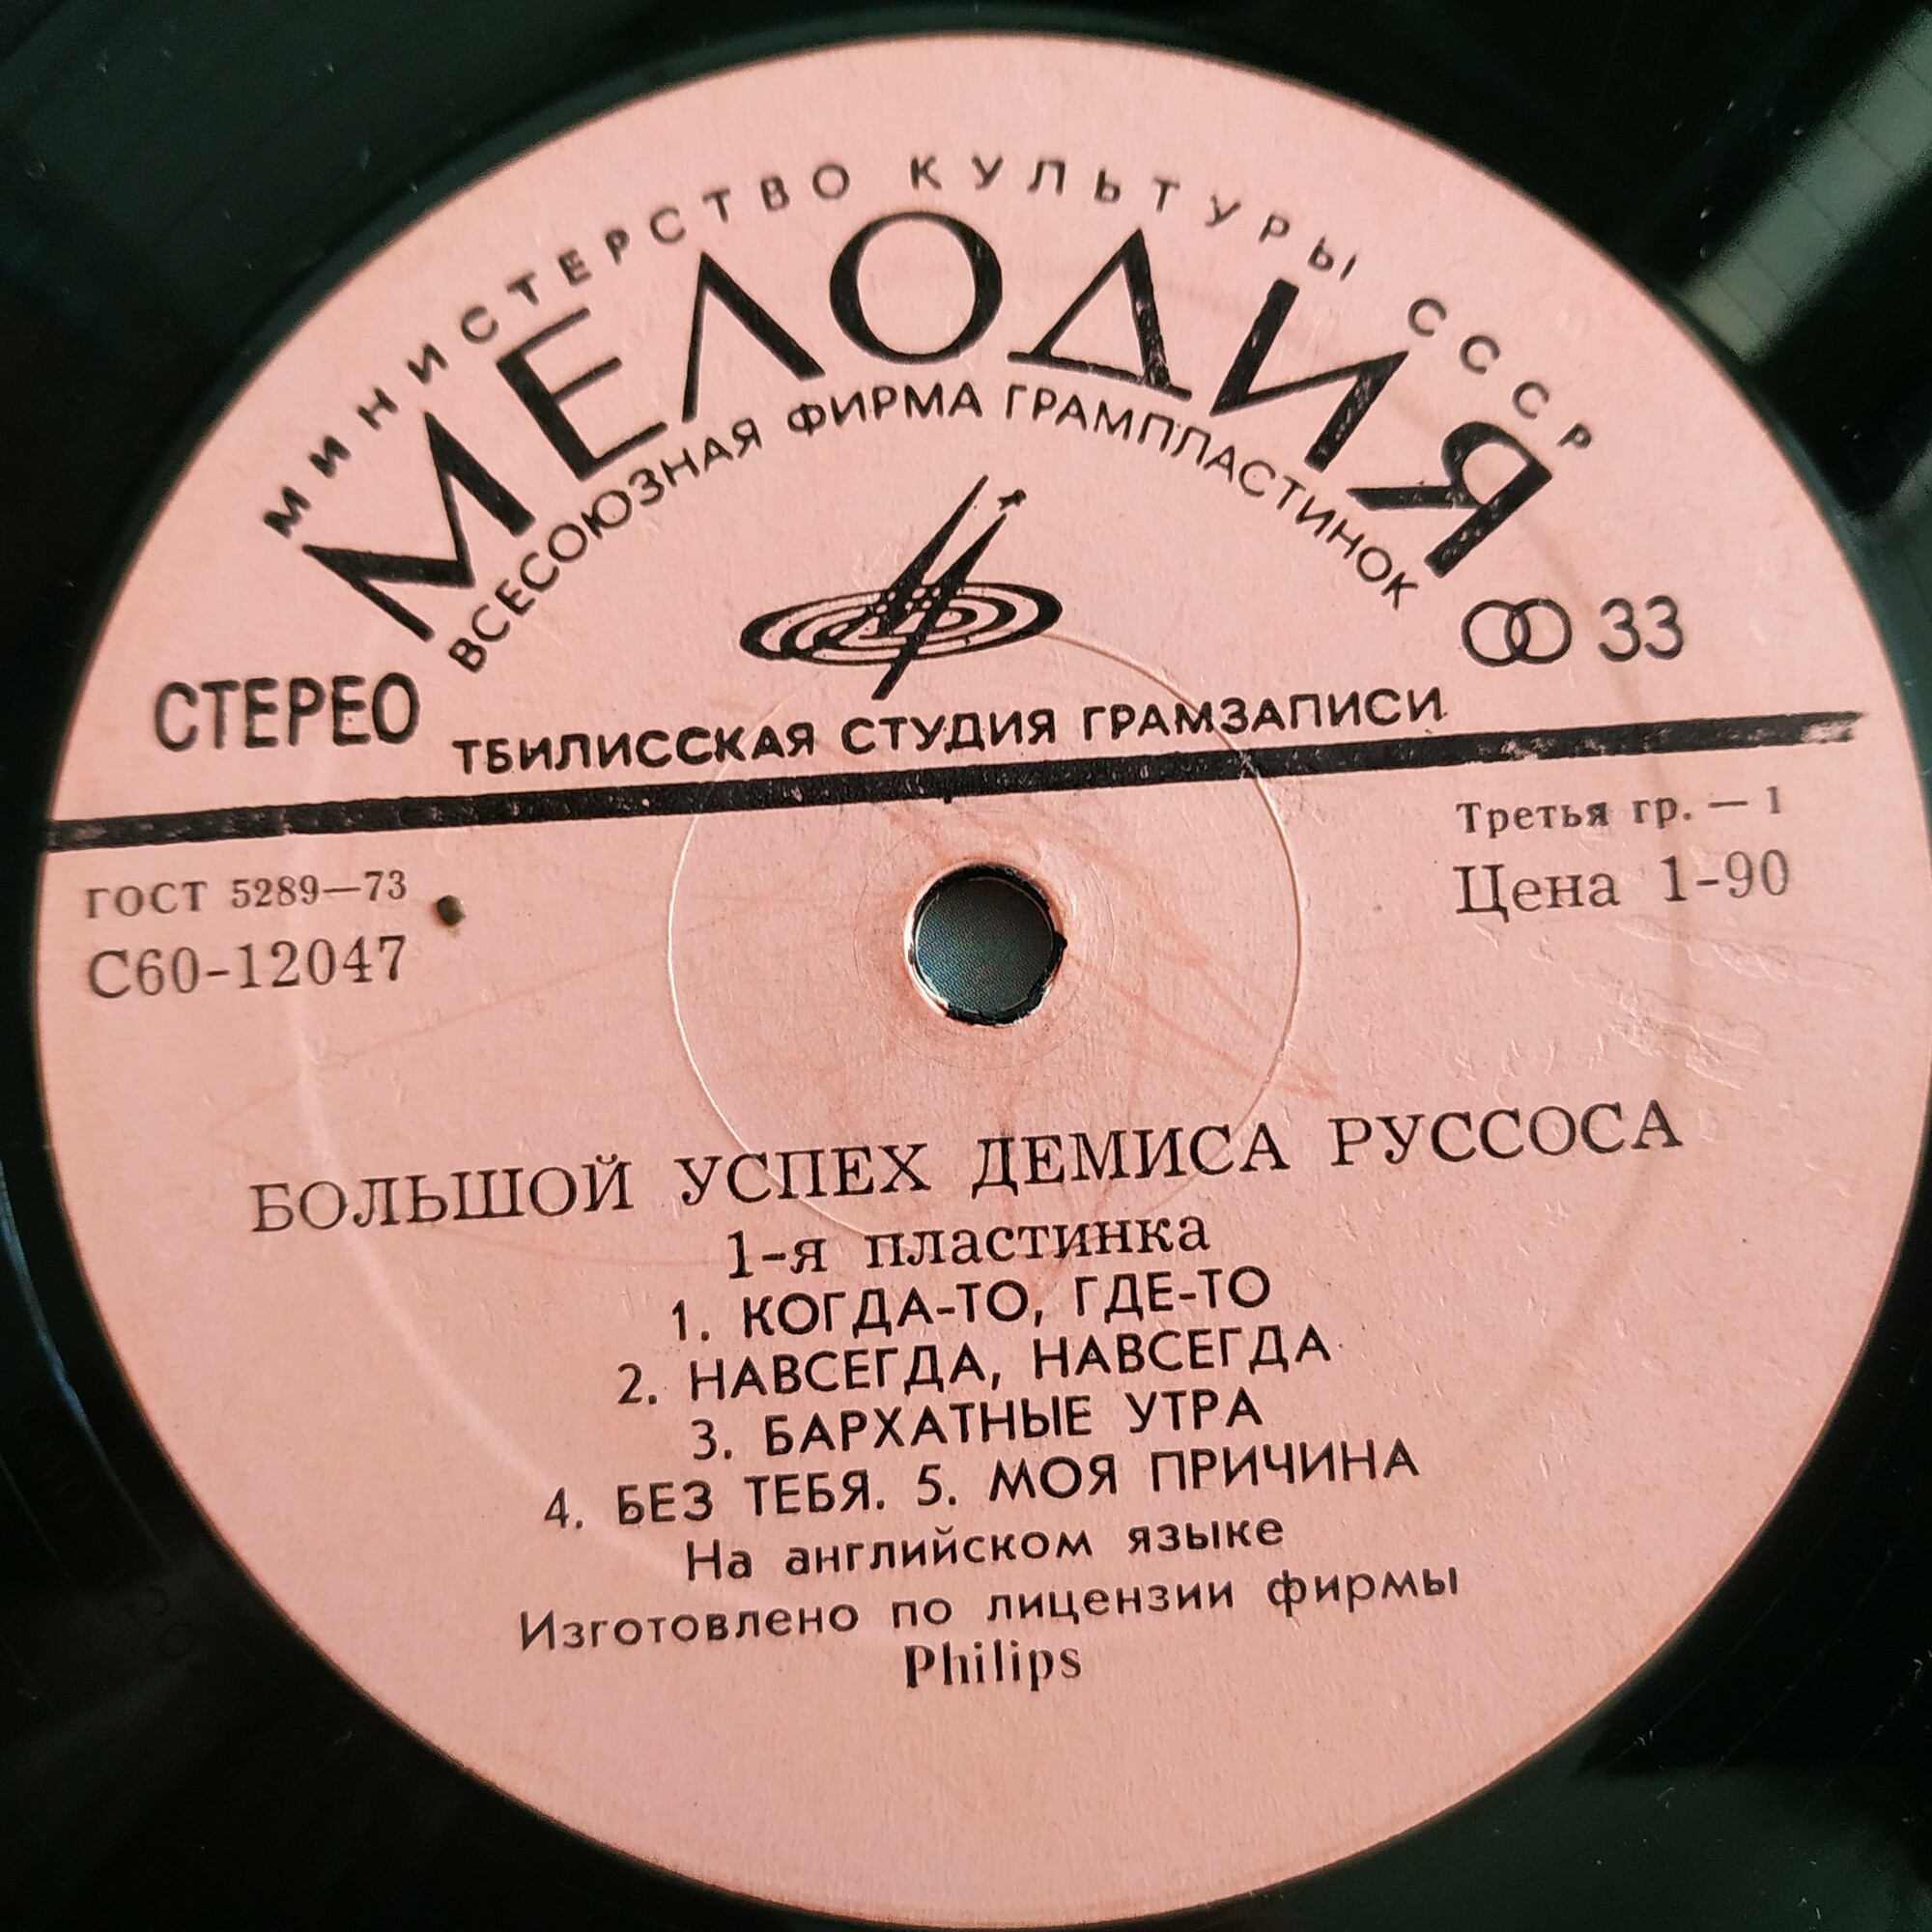 МИНИСТЕРСТВО КУЛЬТУРЫ СССР
МЕЛОДИЯ
ВСЕСОЮЗНАЯ ФИРМА ГРАМПЛАСТИНОК
33
СТЕРЕО
ТБИЛИССКАЯ СТУДИЯ ГРАМЗАПИСИ
Третья гр. — 1
ГОСТ 5289—73
Цена 1-90
С60-12047
БОЛЬШОЙ УСПЕХ ДЕМИСА РУССОСА
1-я пластинка
1. КОГДА-ТО, ГДЕ-ТО
2. НАВСЕГДА, НАВСЕГДА
3. БАРХАТНЫЕ УТРА
4. БЕЗ ТЕБЯ. 5. МОЯ ПРИЧИНА
На английском языке
Изготовлено по лицензии фирмы
Philips